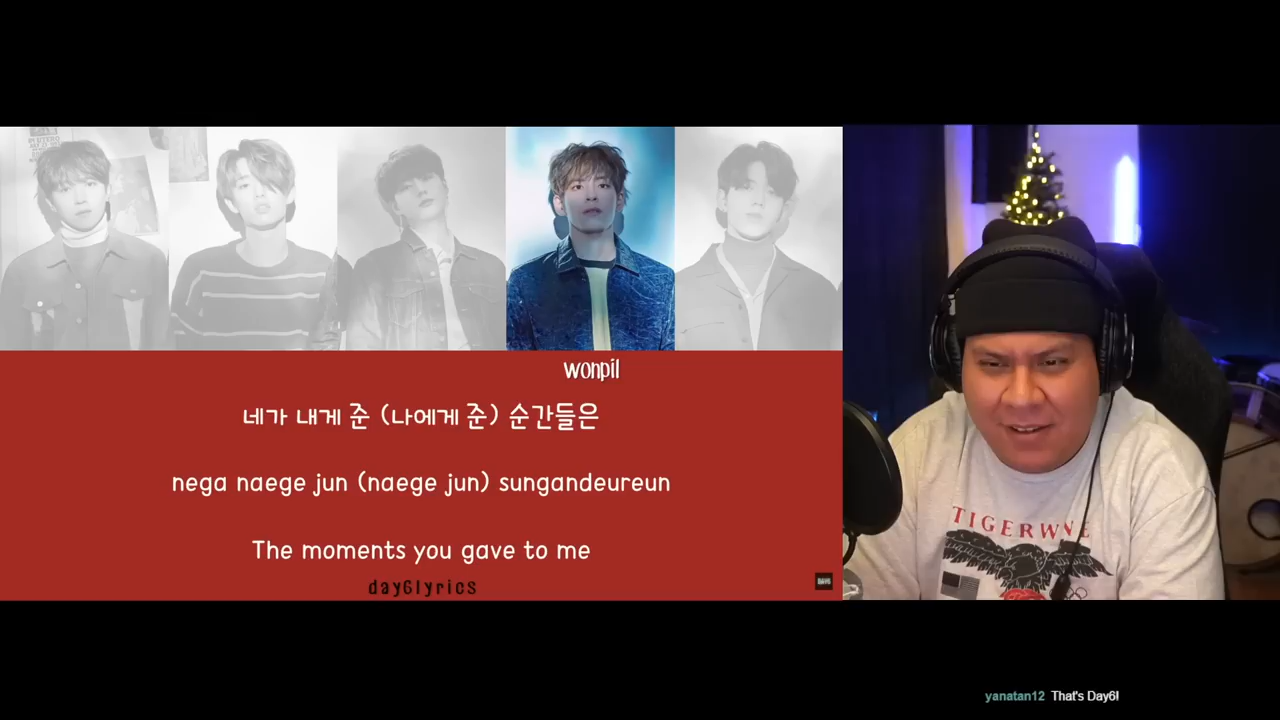 wonpil
네가 내게 준 (나에게 준) 순간들은
nega naege jun (naege jun) sungandeureun
The moments you gave to me
day6lyrics
DAY6
TIGERWNE
yanatan12 That's Day6!